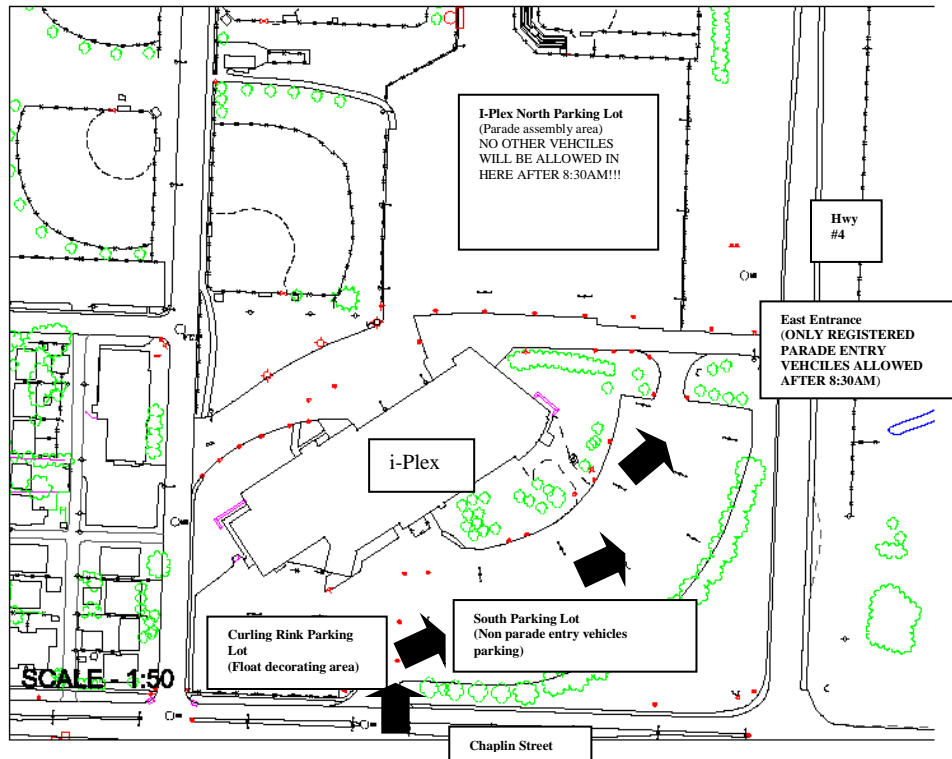 I-Plex North Parking Lot
(Parade assembly area)
NO OTHER VEHCILES
WILL BE ALLOWED IN
HERE AFTER 8:30AM!!!
Hwy
#4
East Entrance
(ONLY REGISTERED
PARADE ENTRY
VEHCILES ALLOWED
AFTER 8:30AM)
i-Plex
Curling Rink Parking
Lot
(Float decorating area)
South Parking Lot
(Non parade entry vehicles
parking)
SCALE - 1:50
Chaplin Street